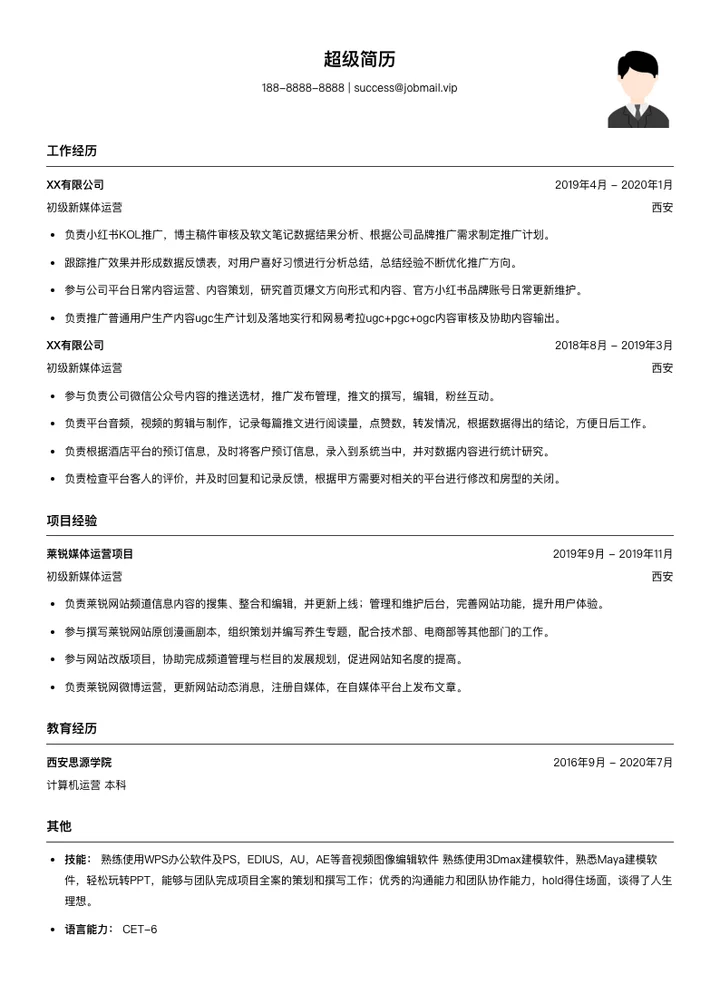 超级简历
188-8888-8888 | success@jobmail.vip
工作经历
XX有限公司 2019年4月 – 2020年1月
初级新媒体运营 西安
• 负责小红书KOL推广，博主稿件审核及软文笔记数据结果分析、根据公司品牌推广需求制定推广计划。
• 跟踪推广效果并形成数据反馈表，对用户喜好习惯进行分析总结，总结经验不断优化推广方向。
• 参与公司平台日常内容运营、内容策划，研究首页爆文方向形式和内容、官方小红书品牌账号日常更新维护。
• 负责推广普通用户生产内容ugc生产计划及落地实行和网易考拉ugc+pgc+ogc内容审核及协助内容输出。
XX有限公司 2018年8月 – 2019年3月
初级新媒体运营 西安
• 参与负责公司微信公众号内容的推送选材，推广发布管理，推文的撰写，编辑，粉丝互动。
• 负责平台音频，视频的剪辑与制作，记录每篇推文进行阅读量，点赞数，转发情况，根据数据得出的结论，方便日后工作。
• 负责根据酒店平台的预订信息，及时将客户预订信息，录入到系统当中，并对数据内容进行统计研究。
• 负责检查平台客人的评价，并及时回复和记录反馈，根据甲方需要对相关的平台进行修改和房型的关闭。
项目经验
莱锐媒体运营项目 2019年9月 – 2019年11月
初级新媒体运营 西安
• 负责莱锐网站频道信息内容的搜集、整合和编辑，并更新上线；管理和维护后台，完善网站功能，提升用户体验。
• 参与撰写莱锐网站原创漫画剧本，组织策划并编写养生专题，配合技术部、电商部等其他部门的工作。
• 参与网站改版项目，协助完成频道管理与栏目的发展规划，促进网站知名度的提高。
• 负责莱锐网微博运营，更新网站动态消息，注册自媒体，在自媒体平台上发布文章。
教育经历
西安思源学院 2016年9月 – 2020年7月
计算机运营 本科
其他
• 技能： 熟练使用WPS办公软件及PS，EDIUS，AU，AE等音视频图像编辑软件 熟练使用3Dmax建模软件，熟悉Maya建模软
件，轻松玩转PPT，能够与团队完成项目全案的策划和撰写工作；优秀的沟通能力和团队协作能力，hold得住场面，谈得了人生
理想。
• 语言能力： CET-6